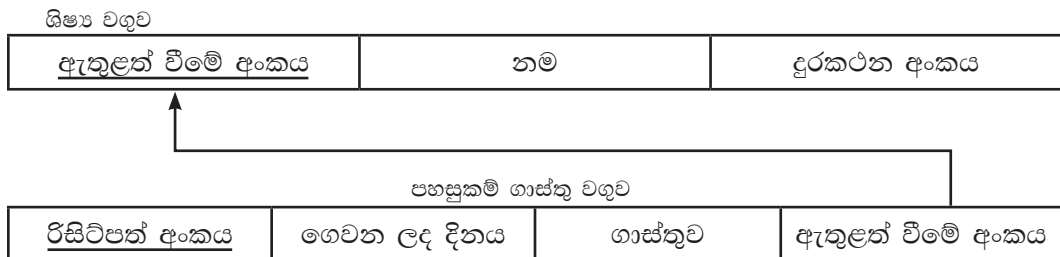 ශිෂ්‍ය වගුව
ඇතුළත් වීමේ අංකය නම දුරකථන අංකය
පහසුකම් ගාස්තු වගුව
රිසිට්පත් අංකය ගෙවන ලද දිනය ගාස්තුව ඇතුළත් වීමේ අංකය